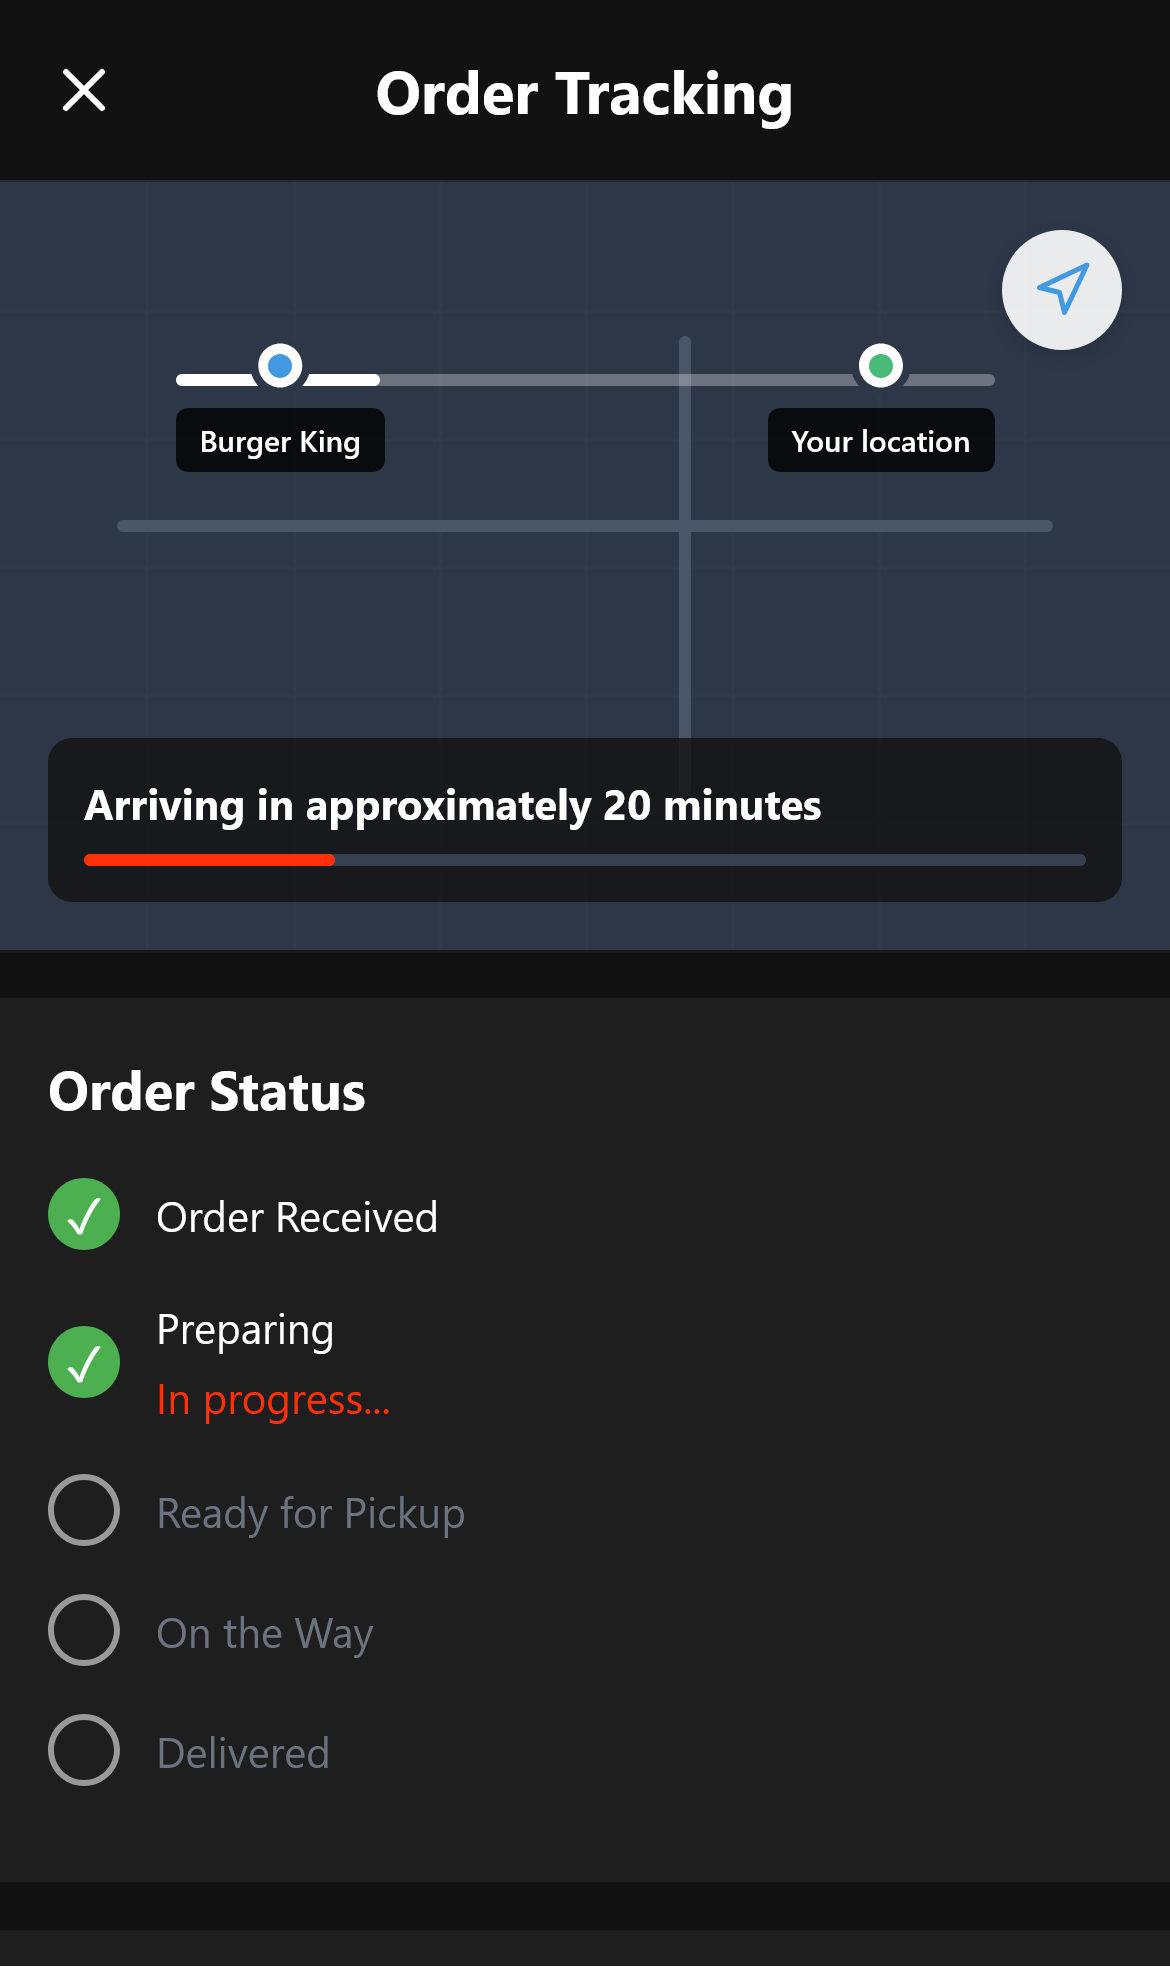 Order Tracking
Burger King
Your location
Arriving in approximately 20 minutes
Order Status
Order Received
Preparing
In progress...
Ready for Pickup
On the Way
Delivered